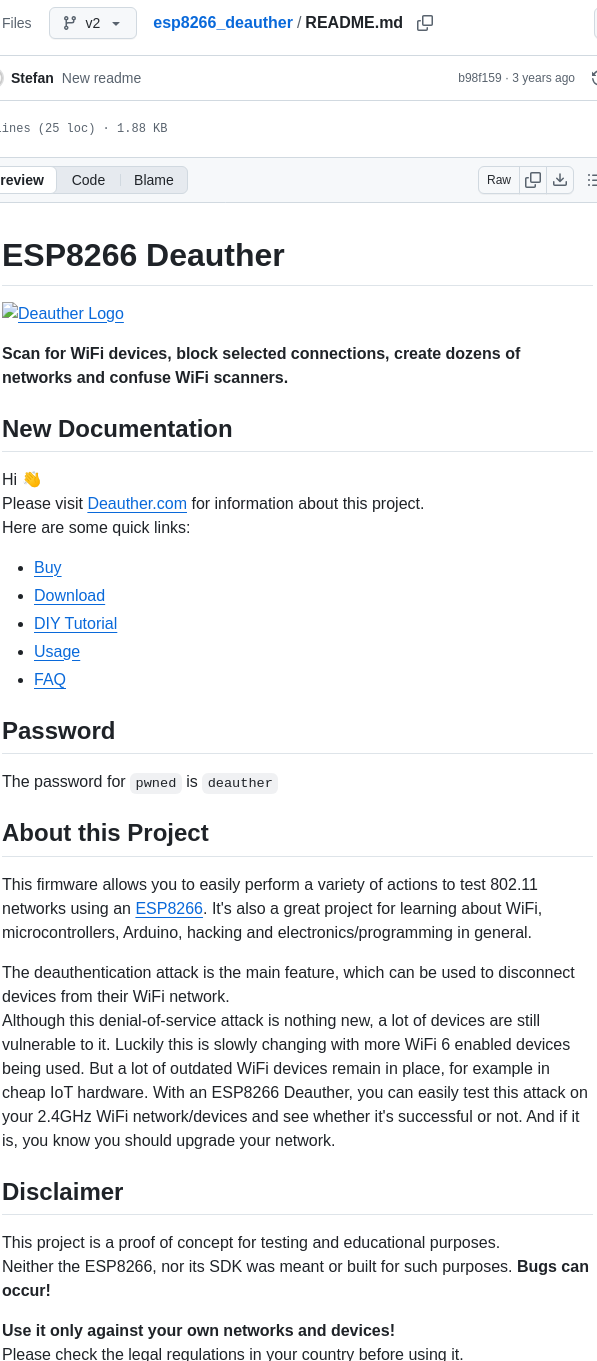 Files v2 esp8266_deauther / README.md
Stefan New readme b98f159 · 3 years ago
ines (25 loc) · 1.88 KB
review Code Blame Raw
ESP8266 Deauther
Deauther Logo
Scan for WiFi devices, block selected connections, create dozens of
networks and confuse WiFi scanners.
New Documentation
Hi 👋
Please visit Deauther.com for information about this project.
Here are some quick links:
• Buy
• Download
• DIY Tutorial
• Usage
• FAQ
Password
The password for pwned is deauther
About this Project
This firmware allows you to easily perform a variety of actions to test 802.11
networks using an ESP8266. It's also a great project for learning about WiFi,
microcontrollers, Arduino, hacking and electronics/programming in general.
The deauthentication attack is the main feature, which can be used to disconnect
devices from their WiFi network.
Although this denial-of-service attack is nothing new, a lot of devices are still
vulnerable to it. Luckily this is slowly changing with more WiFi 6 enabled devices
being used. But a lot of outdated WiFi devices remain in place, for example in
cheap IoT hardware. With an ESP8266 Deauther, you can easily test this attack on
your 2.4GHz WiFi network/devices and see whether it's successful or not. And if it
is, you know you should upgrade your network.
Disclaimer
This project is a proof of concept for testing and educational purposes.
Neither the ESP8266, nor its SDK was meant or built for such purposes. Bugs can
occur!
Use it only against your own networks and devices!
Please check the legal regulations in your country before using it.